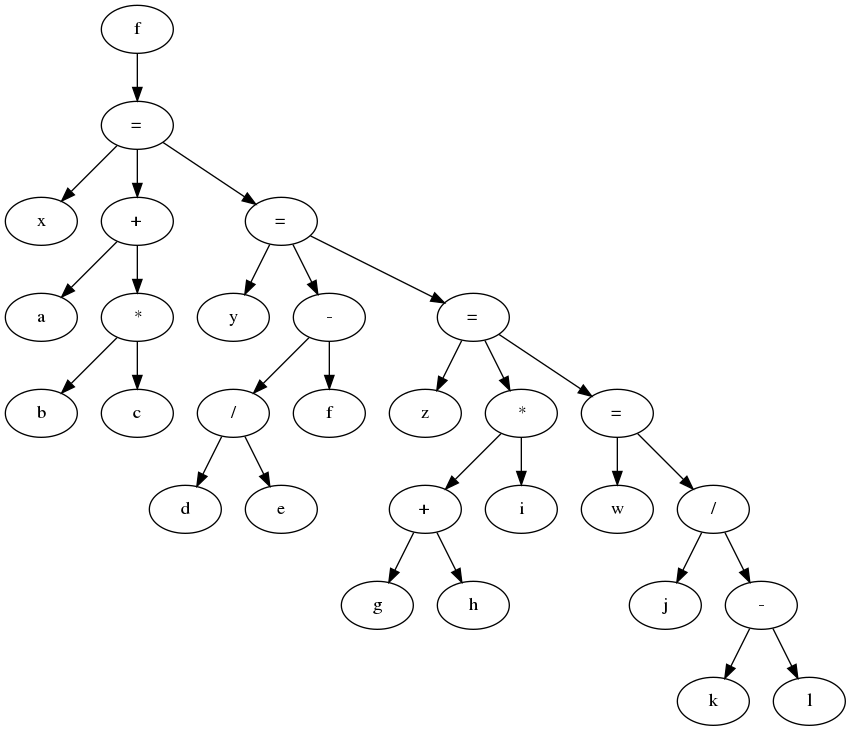 f
=
x + =
a * y - =
b c / f z * =
d e + i w /
g h j -
k l